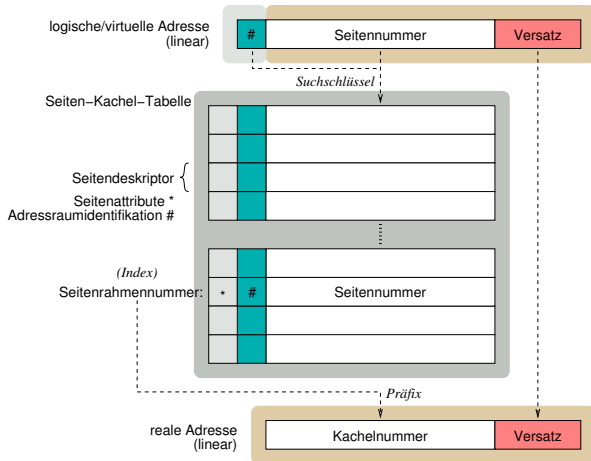 logische/virtuelle Adresse
(linear)
# Seitennummer Versatz
Suchschlüssel
Seiten−Kachel−Tabelle
Seitendeskriptor
Seitenattribute *
Adressraumidentifikation #
(Index)
Seitenrahmennummer: * # Seitennummer
Präfix
reale Adresse
(linear)
Kachelnummer Versatz